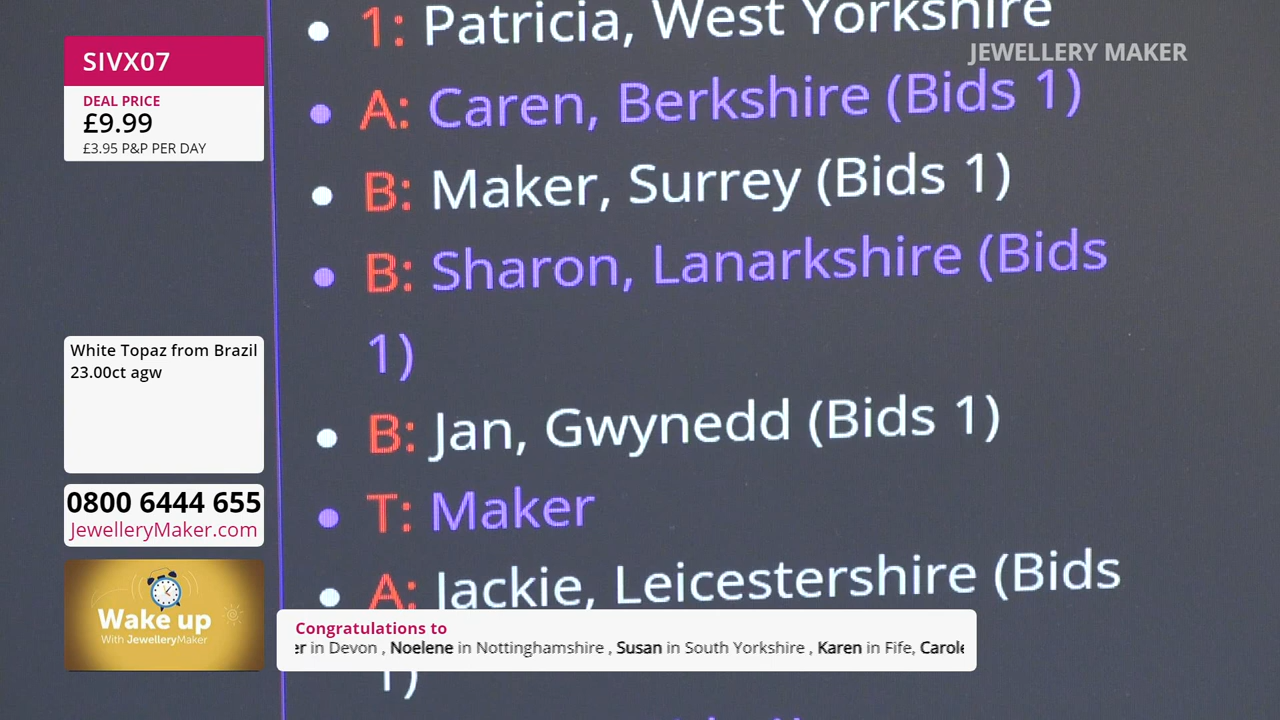 SIVX07
DEAL PRICE
£9.99
£3.95 P&P PER DAY
JEWELLERY MAKER
1: Patricia, West Yorkshire
A: Caren, Berkshire (Bids 1)
B: Maker, Surrey (Bids 1)
B: Sharon, Lanarkshire (Bids
1)
B: Jan, Gwynedd (Bids 1)
T: Maker
A: Jackie, Leicestershire (Bids
1)
White Topaz from Brazil
23.00ct agw
0800 6444 655
JewelleryMaker.com
Wake up
With JewelleryMaker
Congratulations to
er in Devon , Noelene in Nottinghamshire , Susan in South Yorkshire , Karen in Fife, Carole